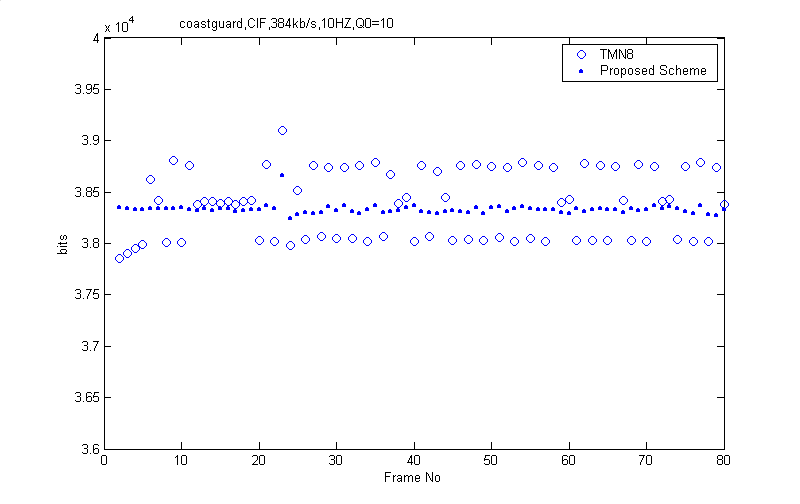 coastguard,CIF,384kb/s,10HZ,Q0=10
x 10^4
4
3.95
3.9
3.85
3.8
3.75
3.7
3.65
3.6
bits
0 10 20 30 40 50 60 70 80
Frame No
TMN8
Proposed Scheme